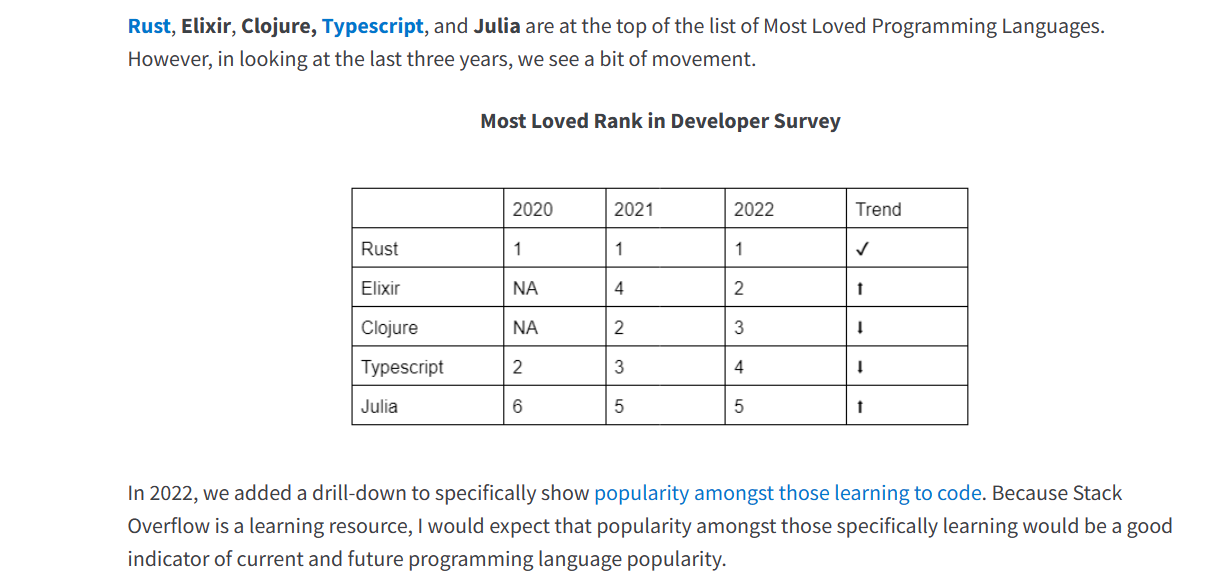 Rust, Elixir, Clojure, Typescript, and Julia are at the top of the list of Most Loved Programming Languages.
However, in looking at the last three years, we see a bit of movement.
Most Loved Rank in Developer Survey
2020 2021 2022 Trend
Rust 1 1 1 ✓
Elixir NA 4 2 ⬆
Clojure NA 2 3 ⬇
Typescript 2 3 4 ⬇
Julia 6 5 5 ⬆
In 2022, we added a drill-down to specifically show popularity amongst those learning to code. Because Stack
Overflow is a learning resource, I would expect that popularity amongst those specifically learning would be a good
indicator of current and future programming language popularity.